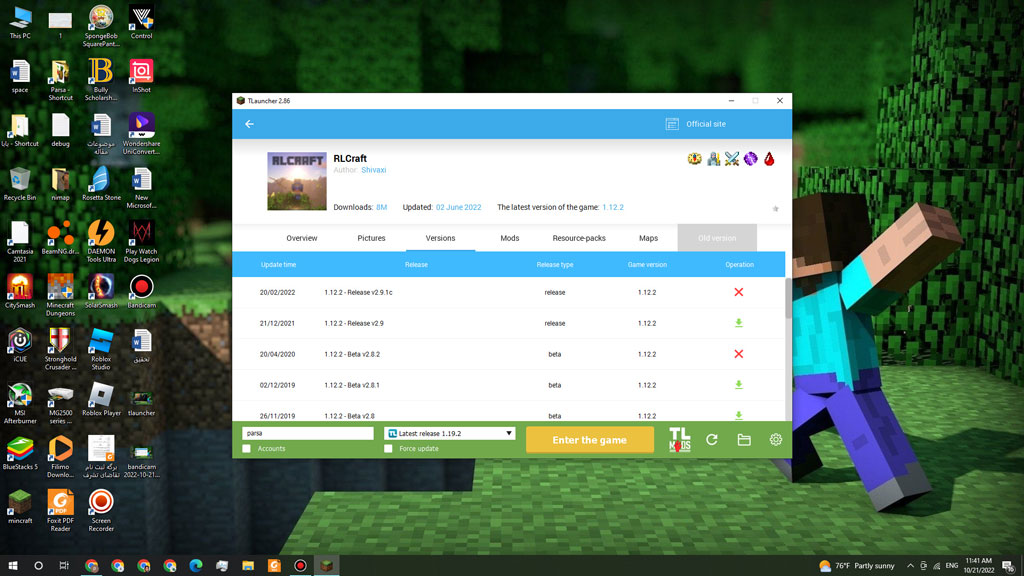 This PC
1
SpongeBob SquarePant...
Control
space
Parsa - Shortcut
Bully Scholarsh...
InShot
پایا - Shortcut
debug
موضوعات مقاله
Wondershare UniConvert...
Recycle Bin
nimap
Rosetta Stone
New Microsof...
Camtasia 2021
BeamNG.dr...
DAEMON Tools Ultra
Play Watch Dogs Legion
CitySmash
Minecraft Dungeons
SolarSmash
Bandicam
iCUE
Stronghold Crusader ...
Roblox Studio
تحقیق
MSI Afterburner
MG2500 series ...
Roblox Player
tlauncher
BlueStacks 5
Filimo Downlo...
برگه ثبت نام تقاضای تشرف...
bandicam 2022-10-21...
mincraft
Foxit PDF Reader
Screen Recorder
TLauncher 2.86
Official site
RLCRAFT
RLCraft
Author: Shivaxi
Downloads: 8M Updated: 02 June 2022 The latest version of the game: 1.12.2
Overview Pictures Versions Mods Resource-packs Maps Old version
Update time Release Release type Game version Operation
20/02/2022 1.12.2 - Release v2.9.1c release 1.12.2
21/12/2021 1.12.2 - Release v2.9 release 1.12.2
20/04/2020 1.12.2 - Beta v2.8.2 beta 1.12.2
02/12/2019 1.12.2 - Beta v2.8.1 beta 1.12.2
26/11/2019 1.12.2 - Beta v2.8 beta 1.12.2
parsa
TL Latest release 1.19.2
Enter the game
TL MODS
Accounts
Force update
76°F Partly sunny
ENG
11:41 AM
10/21/2022